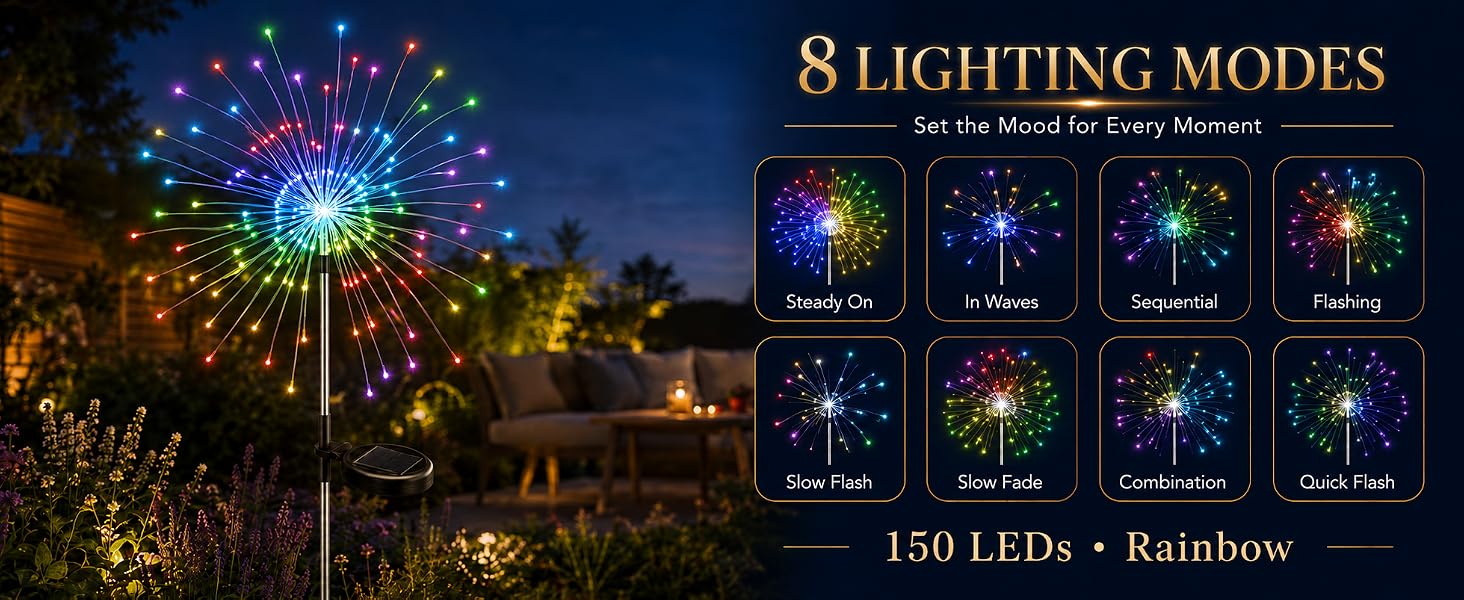 8 LIGHTING MODES
Set the Mood for Every Moment
Steady On
In Waves
Sequential
Flashing
Slow Flash
Slow Fade
Combination
Quick Flash
150 LEDs • Rainbow